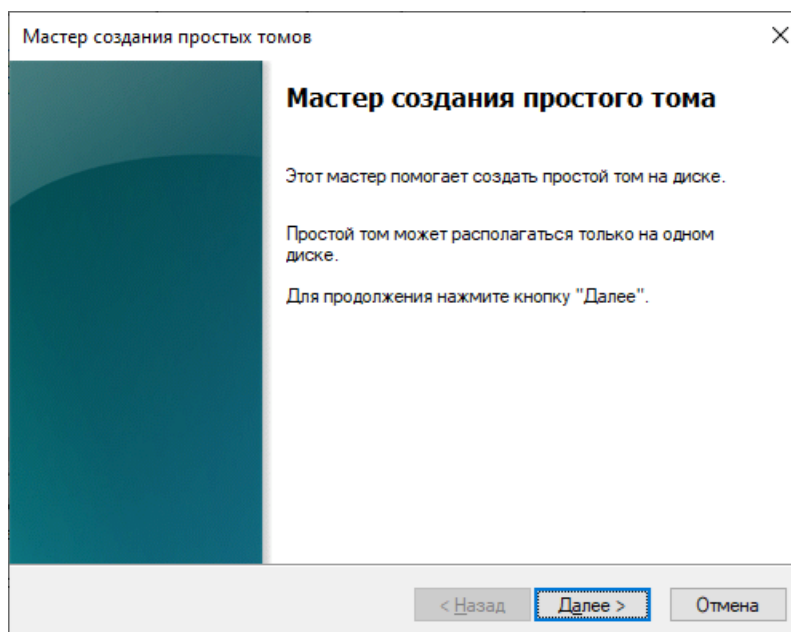 Мастер создания простых томов
Мастер создания простого тома
Этот мастер помогает создать простой том на диске.
Простой том может располагаться только на одном
диске.
Для продолжения нажмите кнопку "Далее".
< Назад
Далее >
Отмена